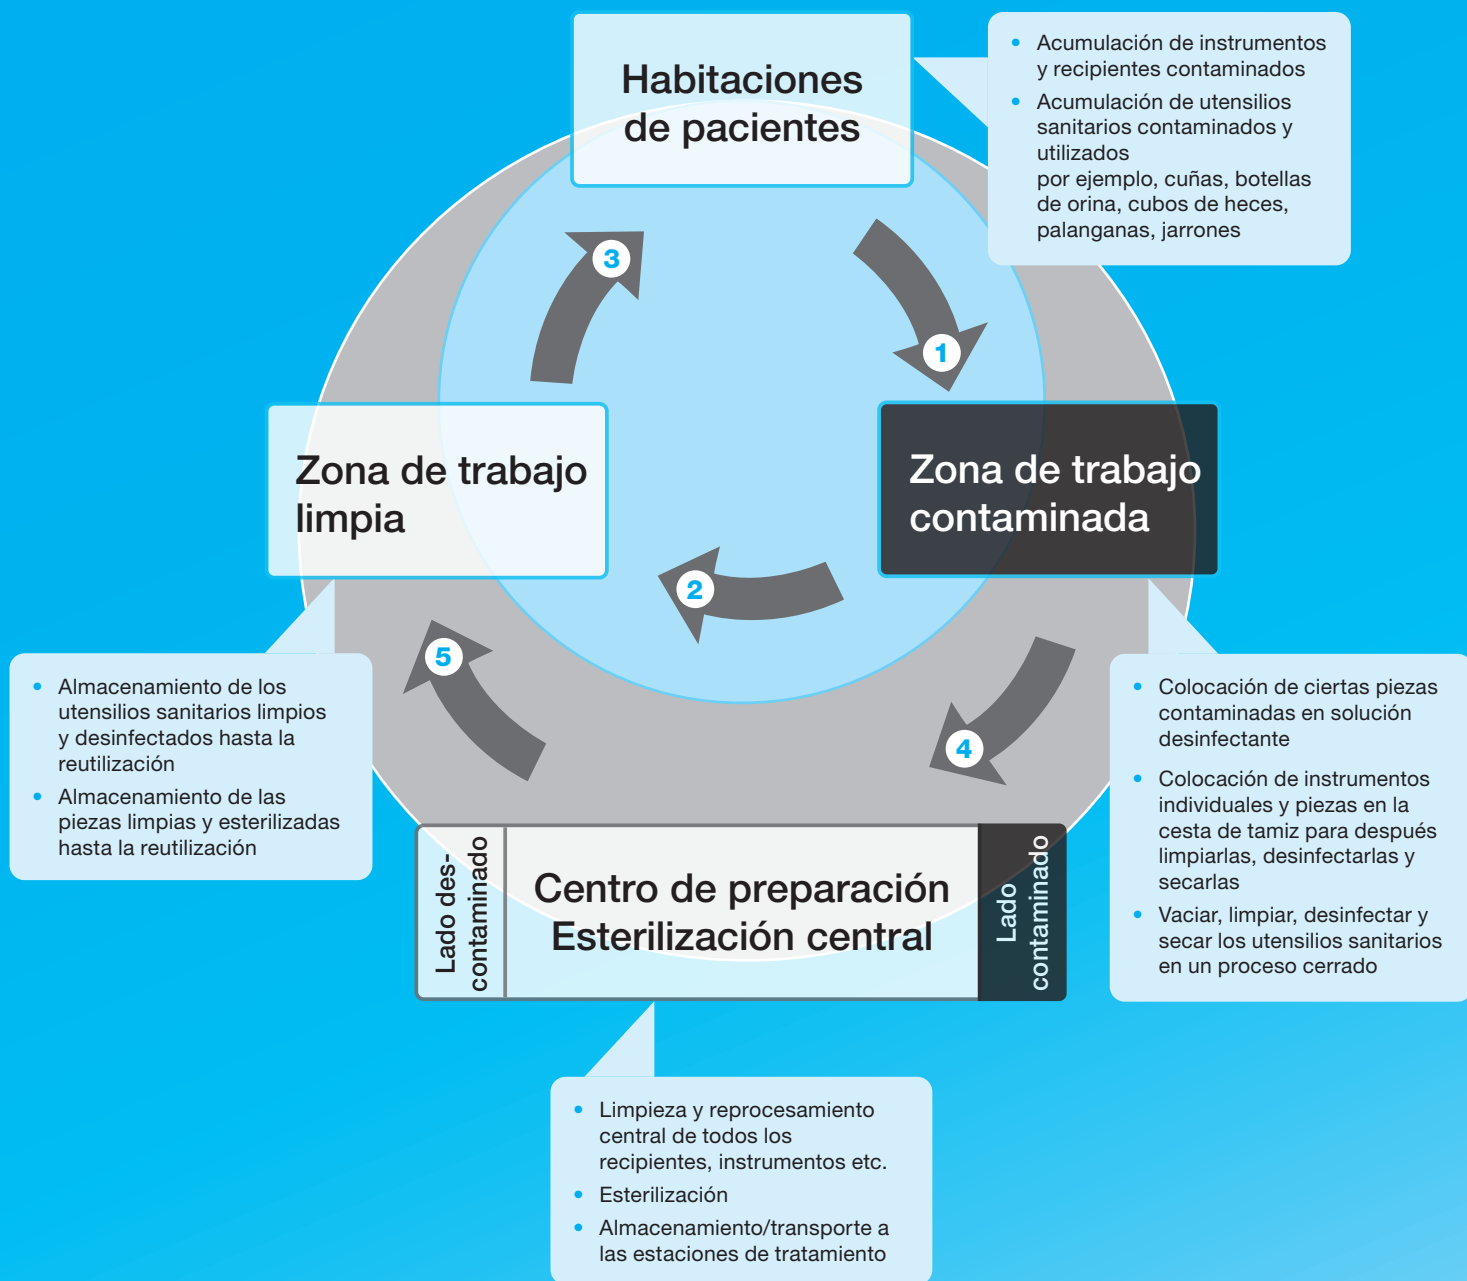 Habitaciones
de pacientes
• Acumulación de instrumentos
y recipientes contaminados
• Acumulación de utensilios
sanitarios contaminados y
utilizados
por ejemplo, cuñas, botellas
de orina, cubos de heces,
palanganas, jarrones
3
1
Zona de trabajo
limpia
Zona de trabajo
contaminada
2
5
4
• Almacenamiento de los
utensilios sanitarios limpios
y desinfectados hasta la
reutilización
• Almacenamiento de las
piezas limpias y esterilizadas
hasta la reutilización
• Colocación de ciertas piezas
contaminadas en solución
desinfectante
• Colocación de instrumentos
individuales y piezas en la
cesta de tamiz para después
limpiarlas, desinfectarlas y
secarlas
• Vaciar, limpiar, desinfectar y
secar los utensilios sanitarios
en un proceso cerrado
Lado des-
contaminado
Centro de preparación
Esterilización central
Lado
contaminado
• Limpieza y reprocesamiento
central de todos los
recipientes, instrumentos etc.
• Esterilización
• Almacenamiento/transporte a
las estaciones de tratamiento